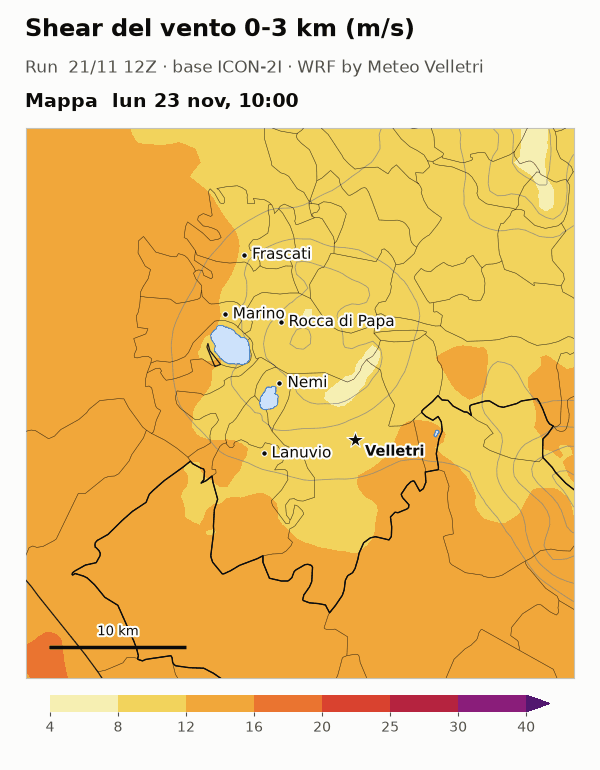 Shear del vento 0-3 km (m/s)
Run  21/11 12Z · base ICON-2I · WRF by Meteo Velletri
Mappa  lun 23 nov, 10:00
Frascati
Marino
Rocca di Papa
Nemi
Velletri
Lanuvio
10 km
4 8 12 16 20 25 30 40